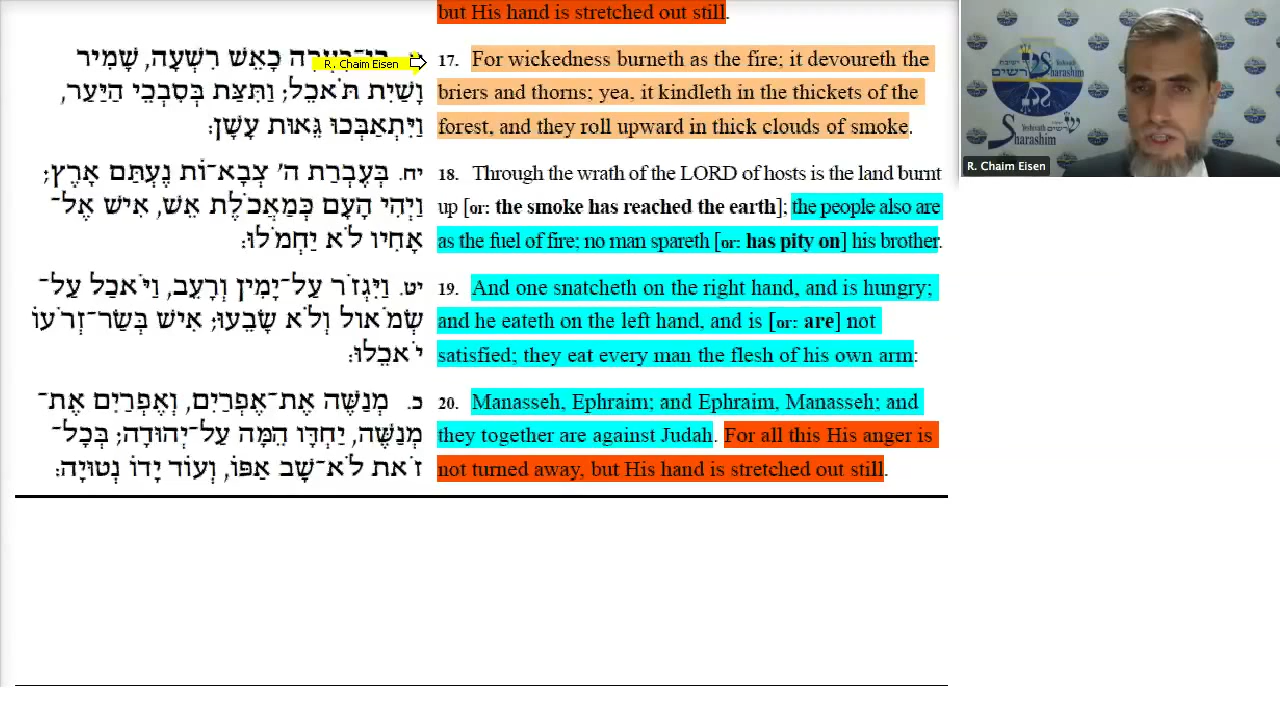 but His hand is stretched out still.
כָאֵשׁ רִשְׁעָה, שָׁמִיר
וָשַׁיִת תֹּאכֵל; וַתִּצַּת בְּסִבְכֵי הַיַּעַר,
וַיִּתְאַבְּכוּ גֵּאוּת עָשָׁן:
R. Chaim Eisen
17. For wickedness burneth as the fire; it devoureth the
briers and thorns; yea, it kindleth in the thickets of the
forest, and they roll upward in thick clouds of smoke.
יח. בְּעֶבְרַת ה' צְבָא־וֹת נֶעְתַּם אָרֶץ;
וַיְהִי הָעָם כְּמַאֲכֹלֶת אֵשׁ, אִישׁ אֶל־
אָחִיו לֹא יַחְמֹלוּ:
18. Through the wrath of the LORD of hosts is the land burnt
up [or: the smoke has reached the earth]; the people also are
as the fuel of fire; no man spareth [or: has pity on] his brother.
יט. וַיִּגְזֹר עַל־יָמִין וְרָעֵב, וַיֹּאכַל עַל־
שְׂמֹאול וְלֹא שָׂבֵעוּ; אִישׁ בְּשַׂר־זְרֹעוֹ
יֹאכֵלוּ:
19. And one snatcheth on the right hand, and is hungry;
and he eateth on the left hand, and is [or: are] not
satisfied; they eat every man the flesh of his own arm:
כ. מְנַשֶּׁה אֶת־אֶפְרַיִם, וְאֶפְרַיִם אֶת־
מְנַשֶּׁה, יַחְדָּו הֵמָּה עַל־יְהוּדָה; בְּכָל־
זֹאת לֹא־שָׁב אַפּוֹ, וְעוֹד יָדוֹ נְטוּיָה:
20. Manasseh, Ephraim; and Ephraim, Manasseh; and
they together are against Judah. For all this His anger is
not turned away, but His hand is stretched out still.
ישיבת
שרשים
Yeshivath
Sharashim
Yeshivath
Sharashim
R. Chaim Eisen